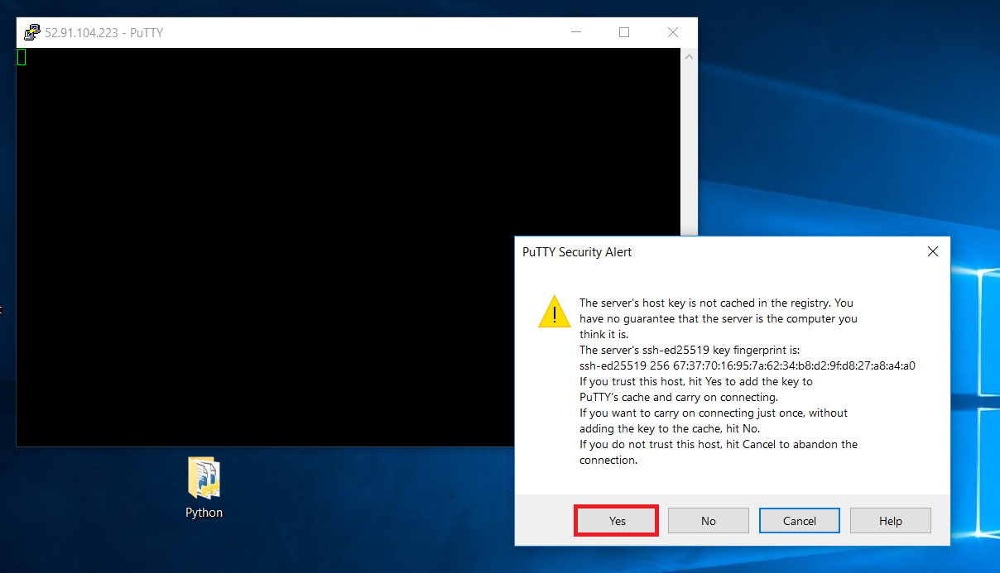 52.91.104.223 - PuTTY
PuTTY Security Alert
The server's host key is not cached in the registry. You
have no guarantee that the server is the computer you
think it is.
The server's ssh-ed25519 key fingerprint is:
ssh-ed25519 256 67:37:70:16:95:7a:62:34:b8:d2:9f:d8:27:a8:a4:a0
If you trust this host, hit Yes to add the key to
PuTTY's cache and carry on connecting.
If you want to carry on connecting just once, without
adding the key to the cache, hit No.
If you do not trust this host, hit Cancel to abandon the
connection.
Yes No Cancel Help
Python